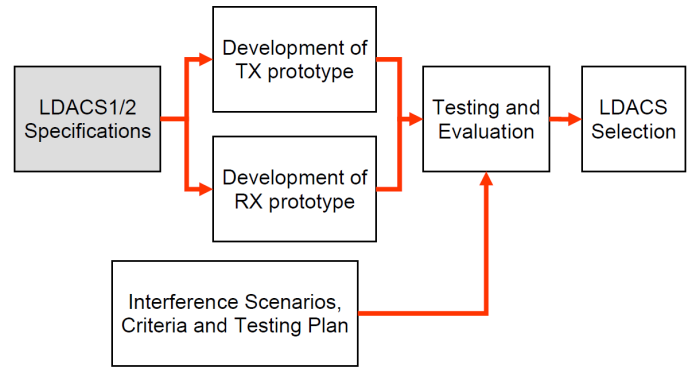 LDACS1/2
Specifications
Development of
TX prototype
Development of
RX prototype
Testing and
Evaluation
LDACS
Selection
Interference Scenarios,
Criteria and Testing Plan